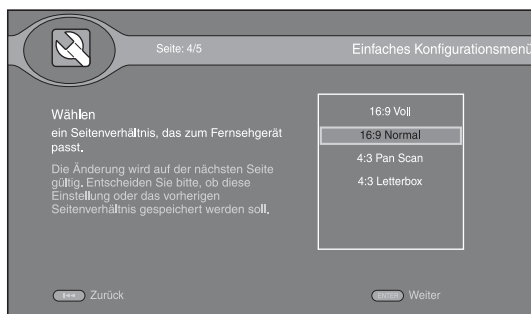 Seite: 4/5
Einfaches Konfigurationsmenü
Wählen
ein Seitenverhältnis, das zum Fernsehgerät
passt.
Die Änderung wird auf der nächsten Seite
gültig. Entscheiden Sie bitte, ob diese
Einstellung oder das vorherigen
Seitenverhältnis gespeichert werden soll.
16:9 Voll
16:9 Normal
4:3 Pan Scan
4:3 Letterbox
Zurück
ENTER Weiter